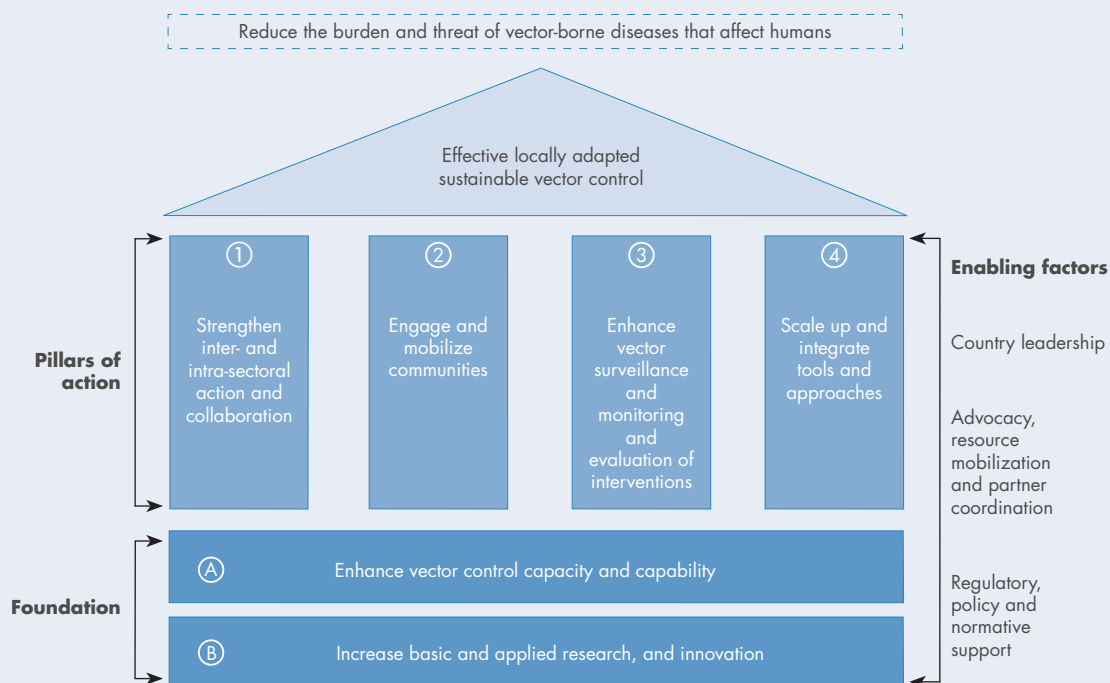 Reduce the burden and threat of vector-borne diseases that affect humans
Effective locally adapted
sustainable vector control
Pillars of
action
1
Strengthen
inter- and
intra-sectoral
action and
collaboration
2
Engage and
mobilize
communities
3
Enhance
vector
surveillance
and
monitoring
and
evaluation of
interventions
4
Scale up and
integrate
tools and
approaches
Enabling factors
Country leadership
Advocacy,
resource
mobilization
and partner
coordination
Regulatory,
policy and
normative
support
Foundation
A Enhance vector control capacity and capability
B Increase basic and applied research, and innovation